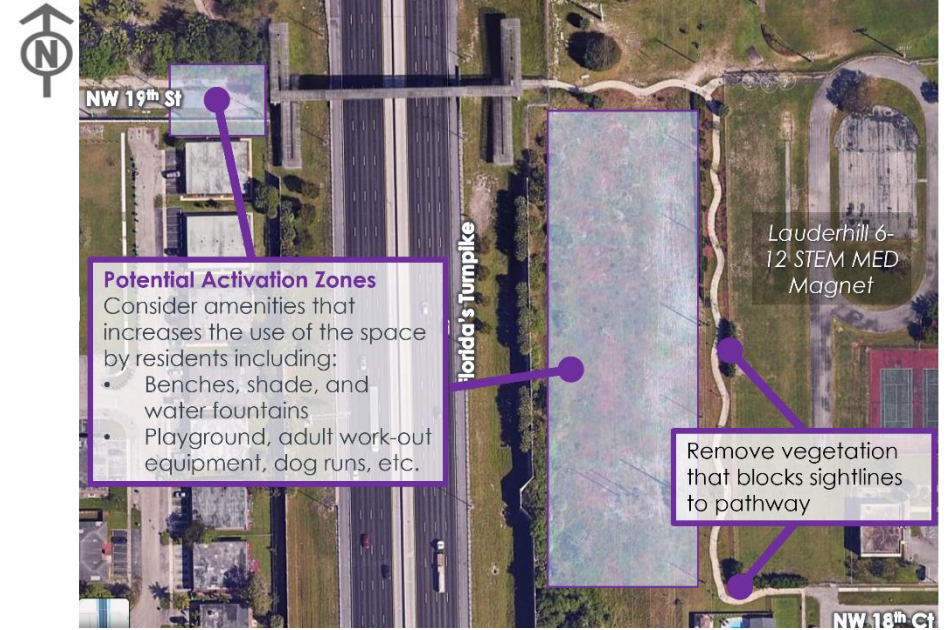 N
NW 19th St
Florida's Turnpike
Lauderhill 6-
12 STEM MED
Magnet
Potential Activation Zones
Consider amenities that
increases the use of the space
by residents including:
• Benches, shade, and
water fountains
• Playground, adult work-out
equipment, dog runs, etc.
Remove vegetation
that blocks sightlines
to pathway
NW 18th Ct